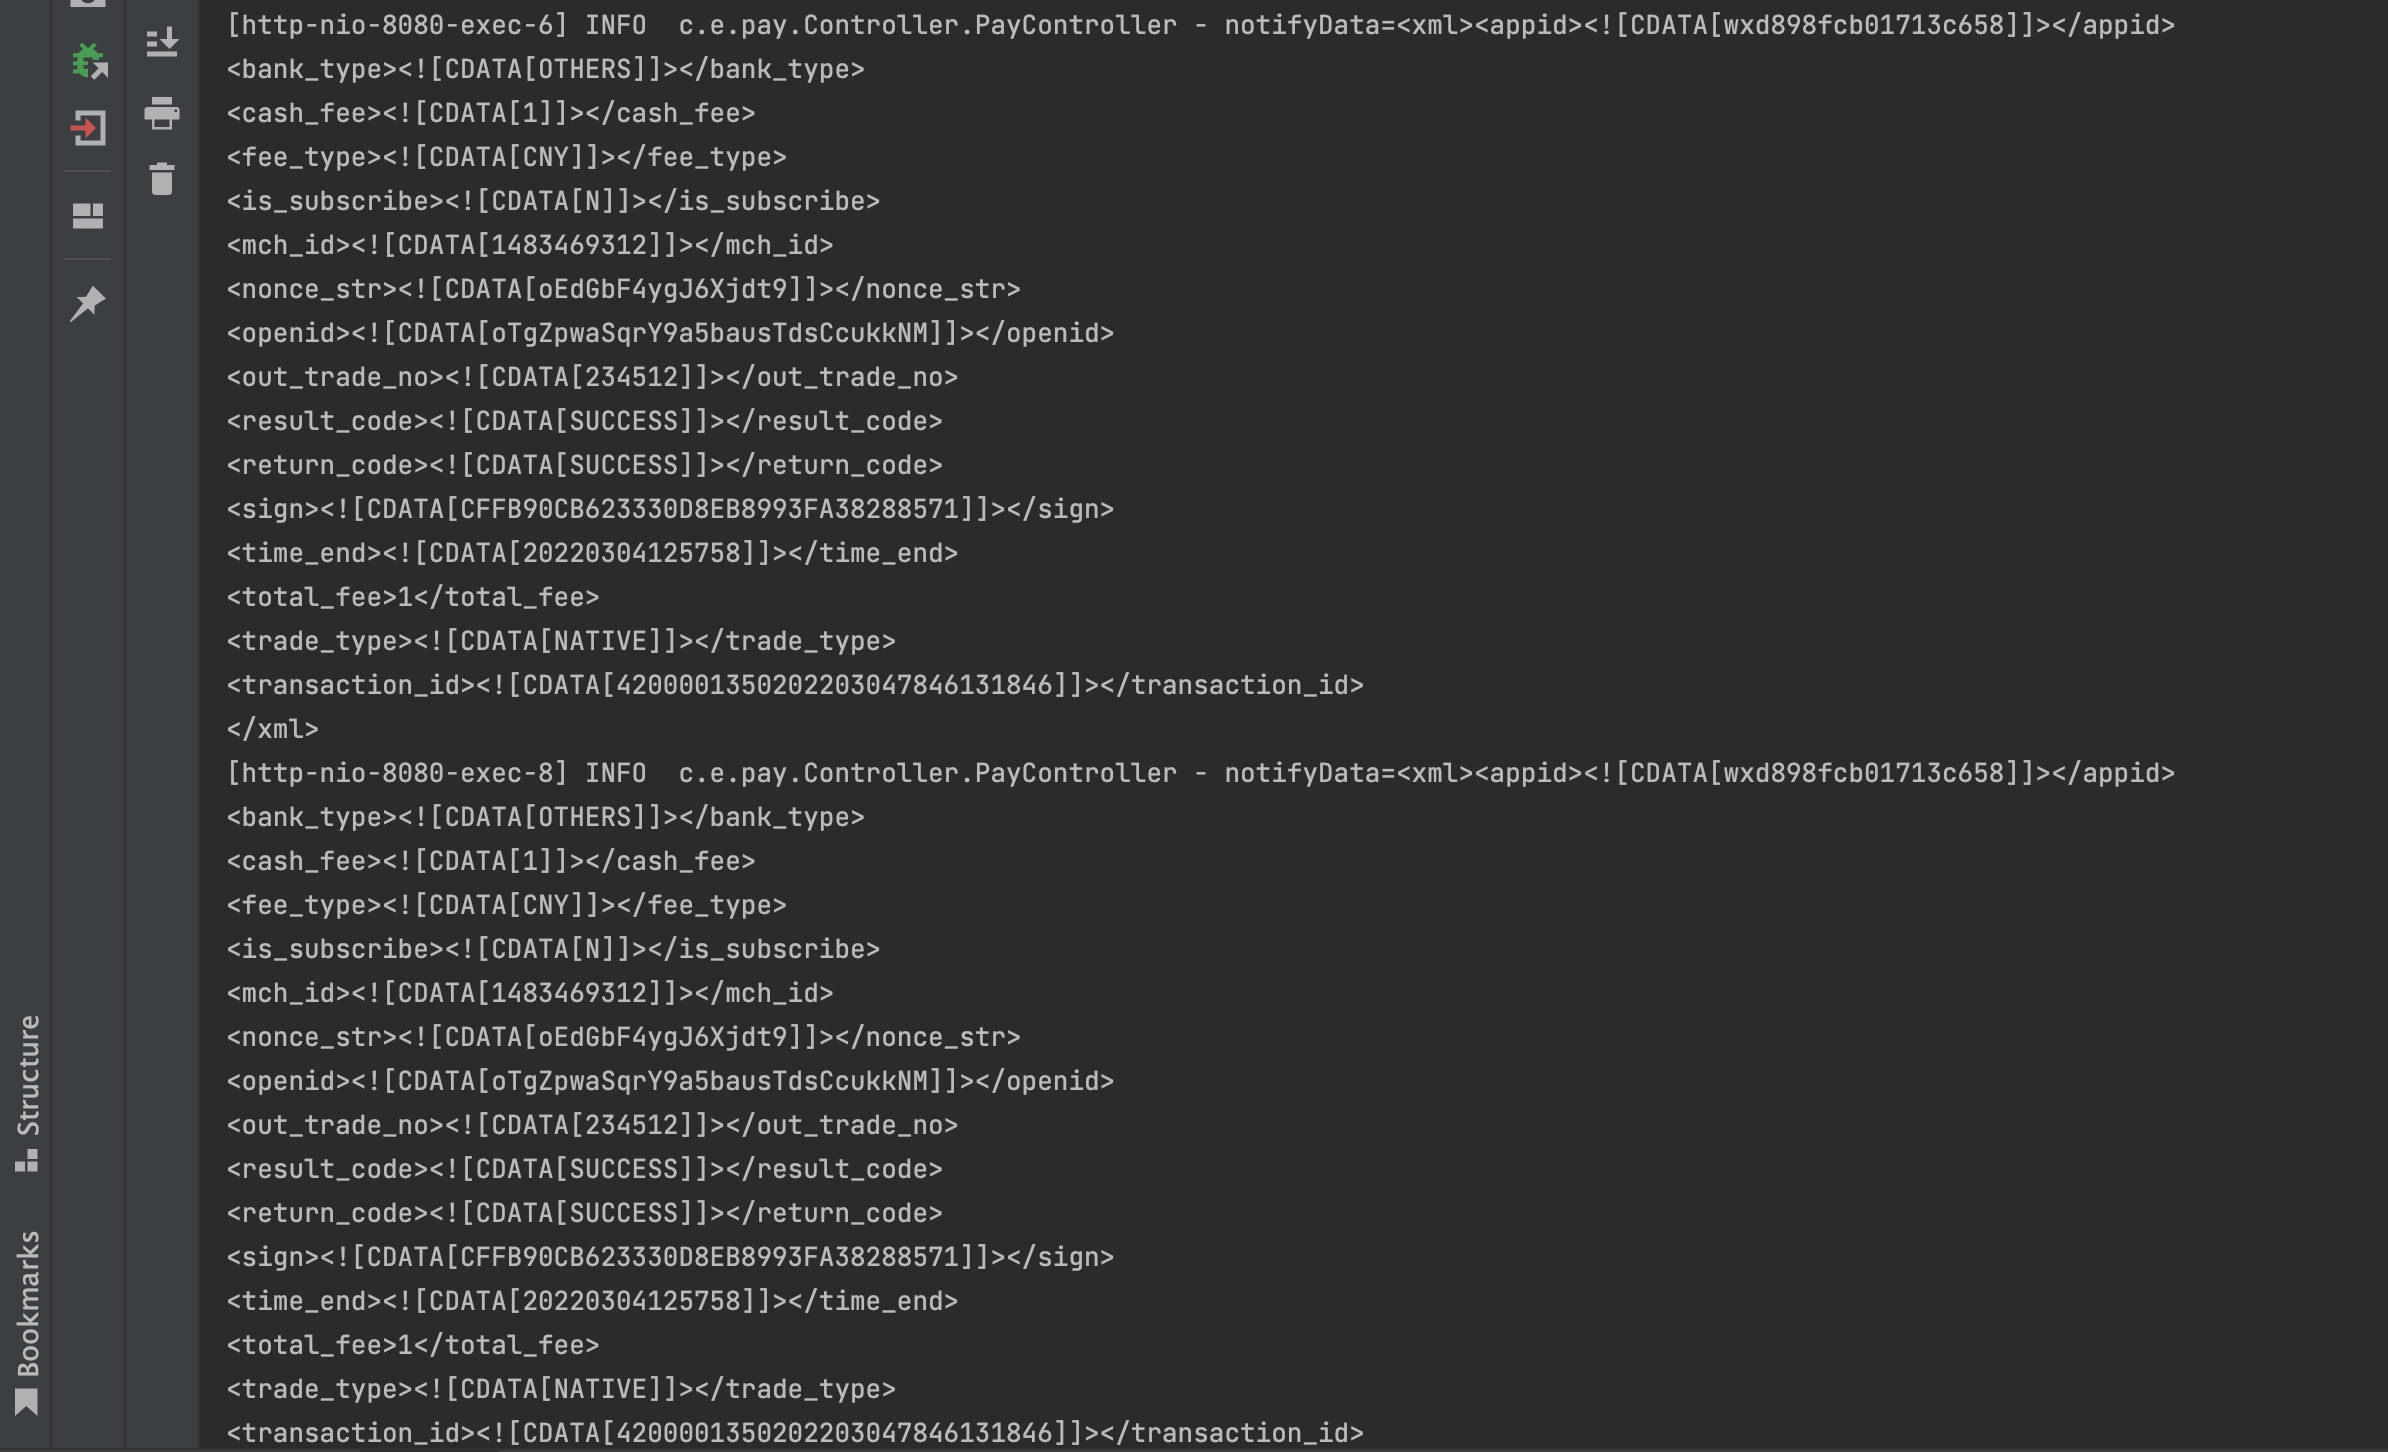 [http-nio-8080-exec-6] INFO  c.e.pay.Controller.PayController - notifyData=<xml><appid><![CDATA[wxd898fcb01713c658]]></appid>
<bank_type><![CDATA[OTHERS]]></bank_type>
<cash_fee><![CDATA[1]]></cash_fee>
<fee_type><![CDATA[CNY]]></fee_type>
<is_subscribe><![CDATA[N]]></is_subscribe>
<mch_id><![CDATA[1483469312]]></mch_id>
<nonce_str><![CDATA[oEdGbF4ygJ6Xjdt9]]></nonce_str>
<openid><![CDATA[oTgZpwaSqrY9a5bausTdsCcukkNM]]></openid>
<out_trade_no><![CDATA[234512]]></out_trade_no>
<result_code><![CDATA[SUCCESS]]></result_code>
<return_code><![CDATA[SUCCESS]]></return_code>
<sign><![CDATA[CFFB90CB623330D8EB8993FA38288571]]></sign>
<time_end><![CDATA[20220304125758]]></time_end>
<total_fee>1</total_fee>
<trade_type><![CDATA[NATIVE]]></trade_type>
<transaction_id><![CDATA[4200001350202203047846131846]]></transaction_id>
</xml>
[http-nio-8080-exec-8] INFO  c.e.pay.Controller.PayController - notifyData=<xml><appid><![CDATA[wxd898fcb01713c658]]></appid>
<bank_type><![CDATA[OTHERS]]></bank_type>
<cash_fee><![CDATA[1]]></cash_fee>
<fee_type><![CDATA[CNY]]></fee_type>
<is_subscribe><![CDATA[N]]></is_subscribe>
<mch_id><![CDATA[1483469312]]></mch_id>
<nonce_str><![CDATA[oEdGbF4ygJ6Xjdt9]]></nonce_str>
<openid><![CDATA[oTgZpwaSqrY9a5bausTdsCcukkNM]]></openid>
<out_trade_no><![CDATA[234512]]></out_trade_no>
<result_code><![CDATA[SUCCESS]]></result_code>
<return_code><![CDATA[SUCCESS]]></return_code>
<sign><![CDATA[CFFB90CB623330D8EB8993FA38288571]]></sign>
<time_end><![CDATA[20220304125758]]></time_end>
<total_fee>1</total_fee>
<trade_type><![CDATA[NATIVE]]></trade_type>
<transaction_id><![CDATA[4200001350202203047846131846]]></transaction_id>
Structure
Bookmarks